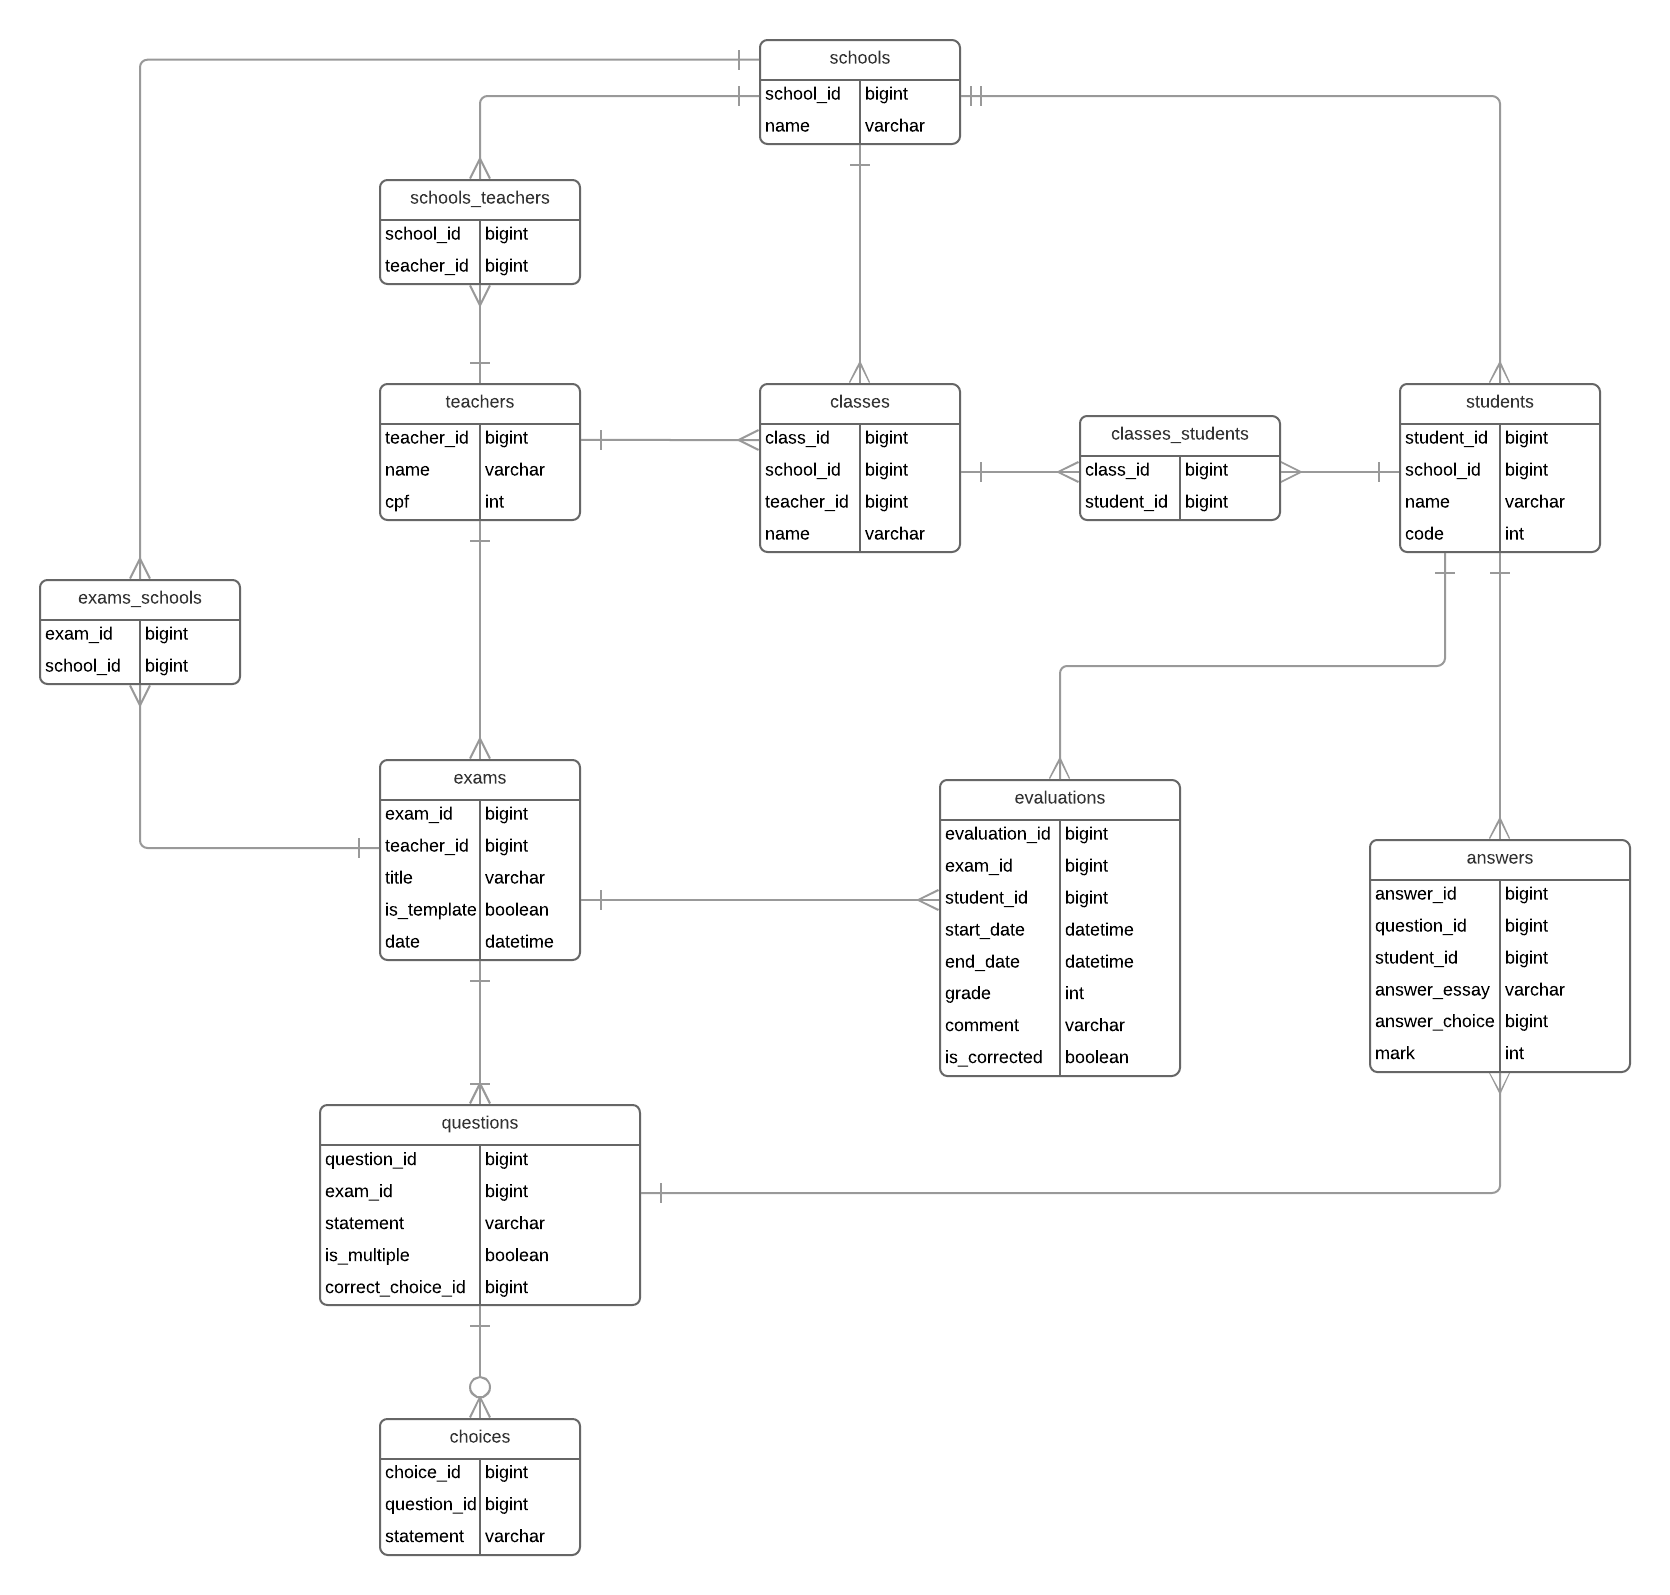 schools
school_id bigint
name varchar
schools_teachers
school_id bigint
teacher_id bigint
teachers
teacher_id bigint
name varchar
cpf int
classes
class_id bigint
school_id bigint
teacher_id bigint
name varchar
classes_students
class_id bigint
student_id bigint
students
student_id bigint
school_id bigint
name varchar
code int
exams_schools
exam_id bigint
school_id bigint
exams
exam_id bigint
teacher_id bigint
title varchar
is_template boolean
date datetime
evaluations
evaluation_id bigint
exam_id bigint
student_id bigint
start_date datetime
end_date datetime
grade int
comment varchar
is_corrected boolean
answers
answer_id bigint
question_id bigint
student_id bigint
answer_essay varchar
answer_choice bigint
mark int
questions
question_id bigint
exam_id bigint
statement varchar
is_multiple boolean
correct_choice_id bigint
choices
choice_id bigint
question_id bigint
statement varchar